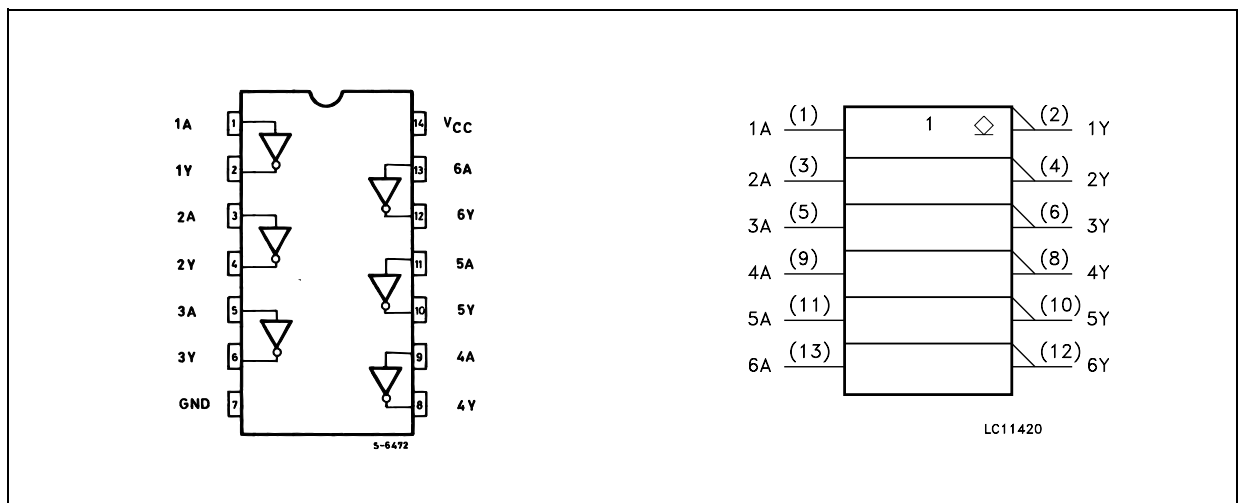 1A 1 14 VCC
1Y 2 13 6A
2A 3 12 6Y
2Y 4 11 5A
3A 5 10 5Y
3Y 6 9 4A
GND 7 8 4Y
S-6472
1A (1) 1 (2) 1Y
2A (3) (4) 2Y
3A (5) (6) 3Y
4A (9) (8) 4Y
5A (11) (10) 5Y
6A (13) (12) 6Y
LC11420